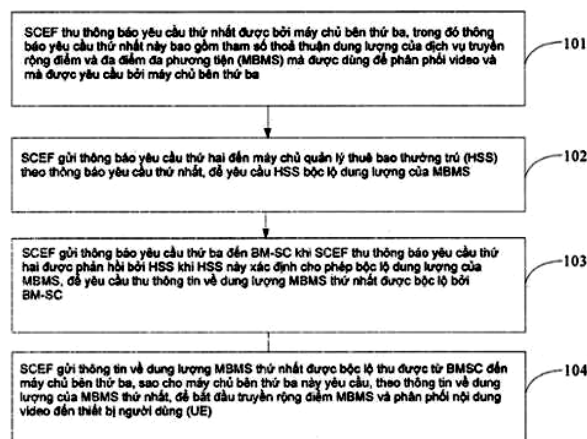 SCEF thu thông báo yêu cầu thứ nhất được bởi máy chủ bên thứ ba, trong đó thông
báo yêu cầu thứ nhất này bao gồm tham số thoả thuận dung lượng của dịch vụ truyền
rộng điểm và đa điểm đa phương tiện (MBMS) mà được dùng để phân phối video và
mà được yêu cầu bởi máy chủ bên thứ ba
101
SCEF gửi thông báo yêu cầu thứ hai đến máy chủ quản lý thuê bao thường trú (HSS)
theo thông báo yêu cầu thứ nhất, để yêu cầu HSS bộc lộ dung lượng của MBMS
102
SCEF gửi thông báo yêu cầu thứ ba đến BM-SC khi SCEF thu thông báo yêu cầu thứ
hai được phản hồi bởi HSS khi HSS này xác định cho phép bộc lộ dung lượng của
MBMS, để yêu cầu thu thông tin về dung lượng MBMS thứ nhất được bộc lộ bởi
BM-SC
103
SCEF gửi thông tin về dung lượng MBMS thứ nhất được bộc lộ thu được từ BMSC đến
máy chủ bên thứ ba, sao cho máy chủ bên thứ ba này yêu cầu, theo thông tin về dung
lượng của MBMS thứ nhất, để bắt đầu truyền rộng điểm MBMS và phân phối nội dung
video đến thiết bị người dùng (UE)
104